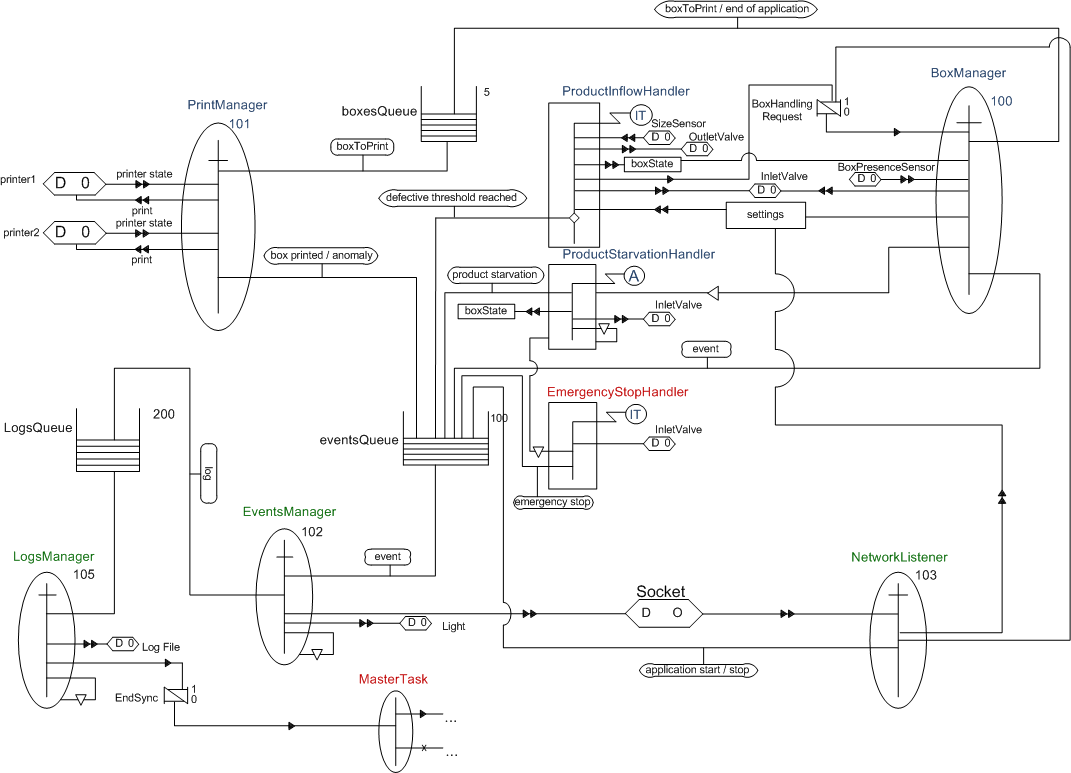 boxToPrint / end of application
BoxManager
100
ProductInflowHandler
IT
BoxHandling
Request
1
0
boxesQueue
5
PrintManager
101
SizeSensor
D 0
OutletValve
D 0
boxToPrint
boxState
BoxPresenceSensor
D 0
printer1
D 0
printer state
print
InletValve
D 0
defective threshold reached
settings
printer2
D 0
printer state
print
box printed / anomaly
ProductStarvationHandler
product starvation
A
boxState
InletValve
D 0
event
EmergencyStopHandler
IT
LogsQueue
200
eventsQueue
100
InletValve
D 0
log
emergency stop
EventsManager
102
LogsManager
105
event
NetworkListener
103
Socket
D O
D 0
Light
D 0
Log File
application start / stop
EndSync
1
0
MasterTask
...
...